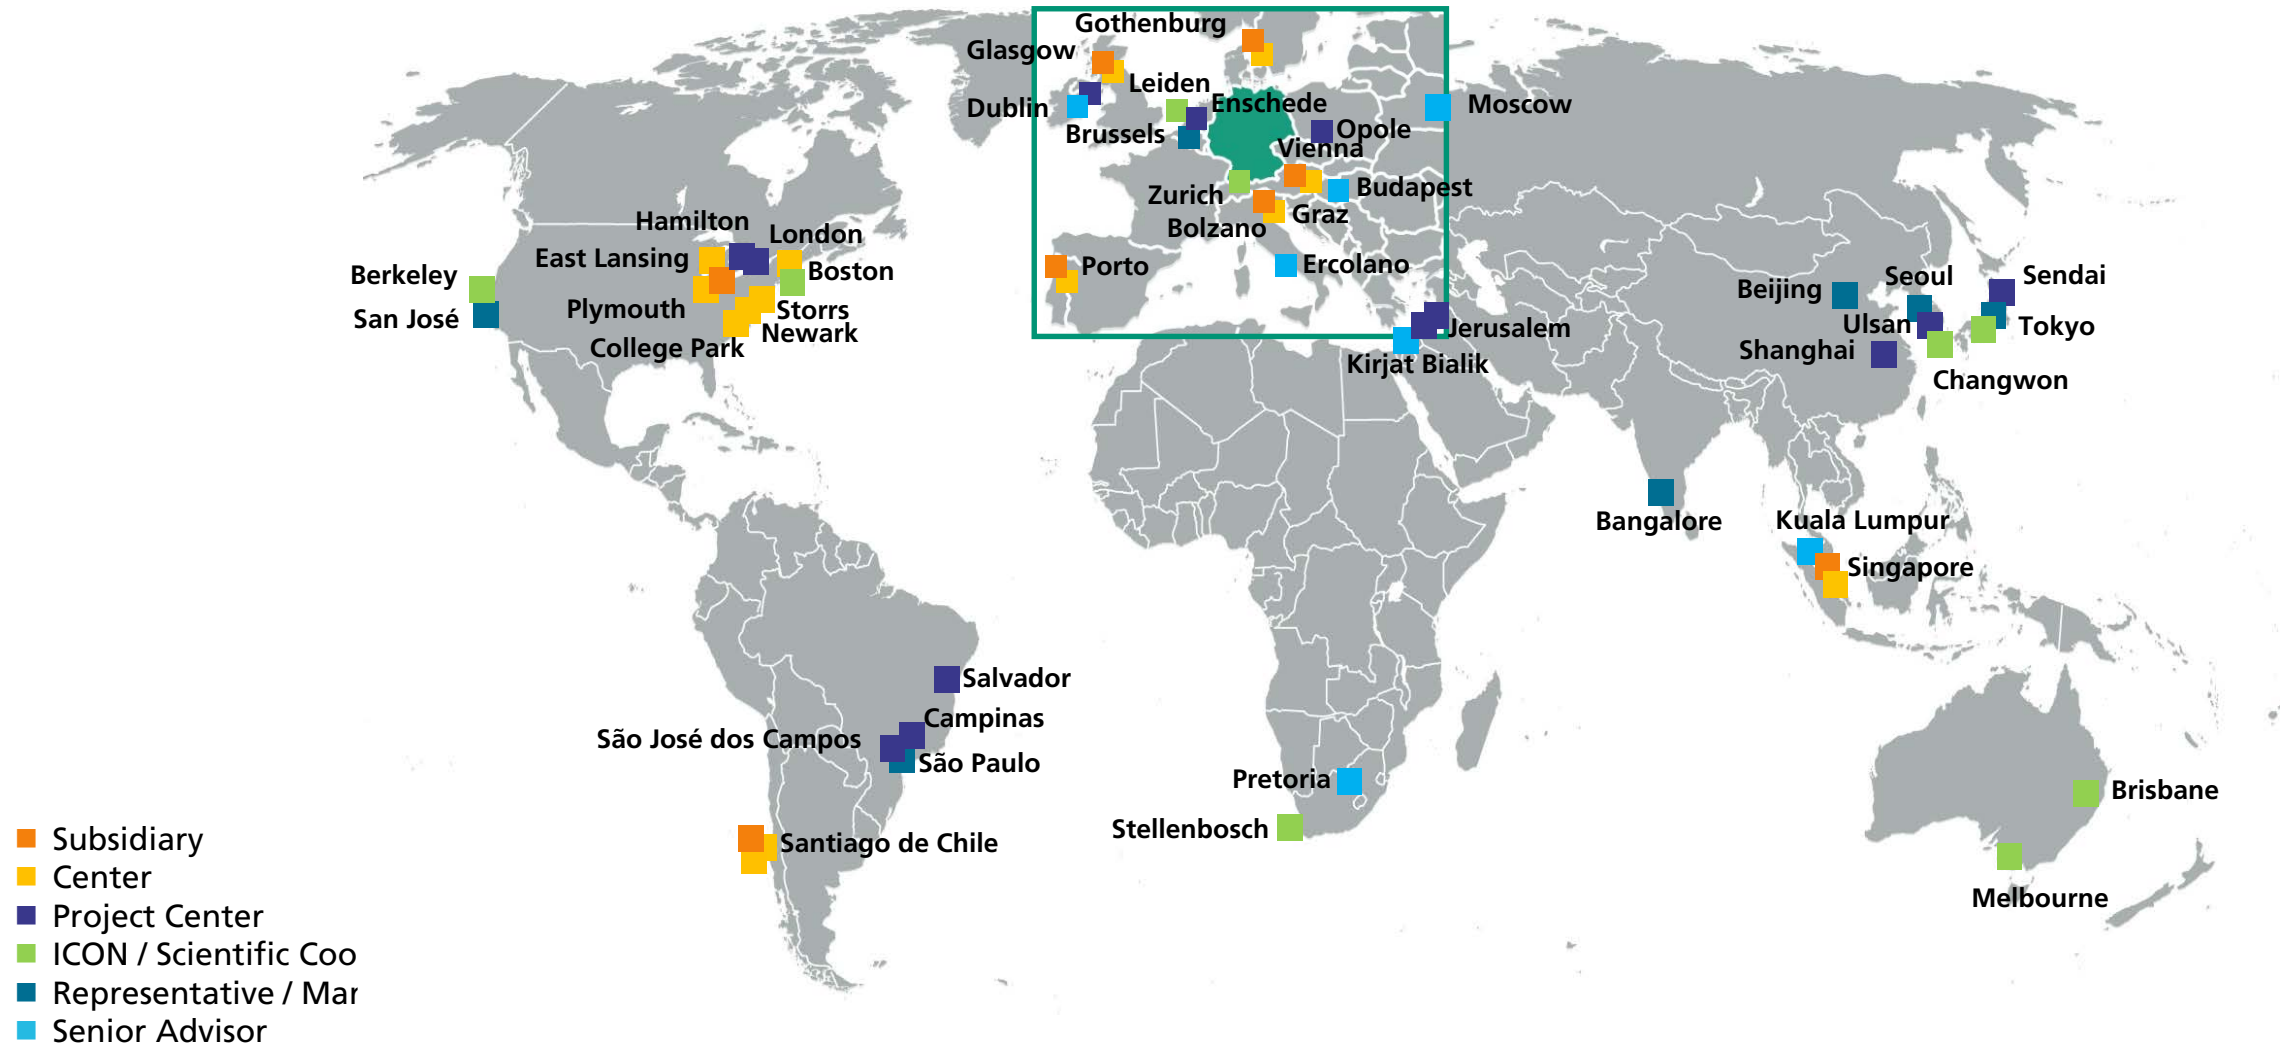 Gothenburg
Glasgow
Leiden
Dublin
Enschede
Moscow
Brussels
Opole
Vienna
Zurich
Budapest
Bolzano
Graz
Porto
Ercolano
Jerusalem
Kirjat Bialik
Hamilton
London
East Lansing
Boston
Berkeley
San José
Plymouth
Storrs
Newark
College Park
Beijing
Seoul
Sendai
Ulsan
Tokyo
Shanghai
Changwon
Bangalore
Kuala Lumpur
Singapore
Salvador
Campinas
São José dos Campos
São Paulo
Pretoria
Stellenbosch
Santiago de Chile
Brisbane
Melbourne
Subsidiary
Center
Project Center
ICON / Scientific Coo
Representative / Mar
Senior Advisor